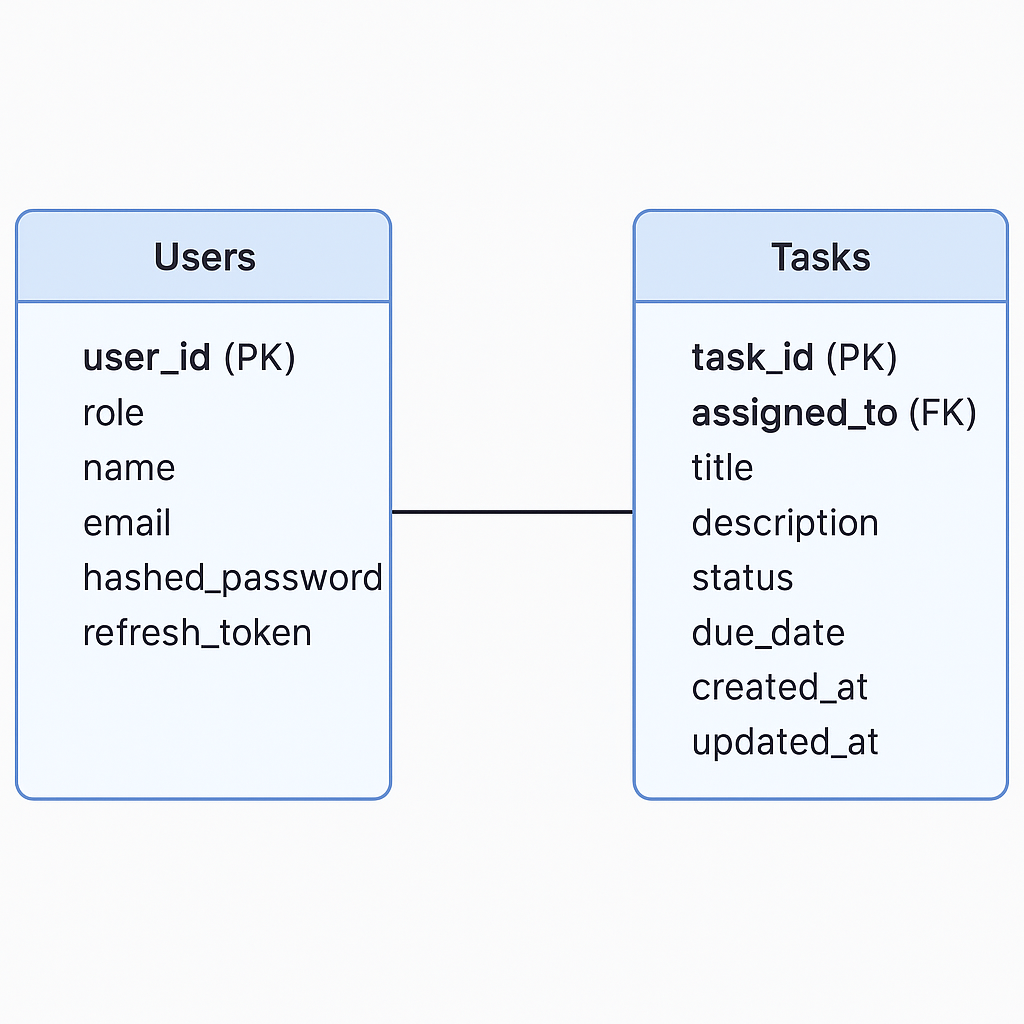 Users
user_id (PK)
role
name
email
hashed_password
refresh_token
Tasks
task_id (PK)
assigned_to (FK)
title
description
status
due_date
created_at
updated_at